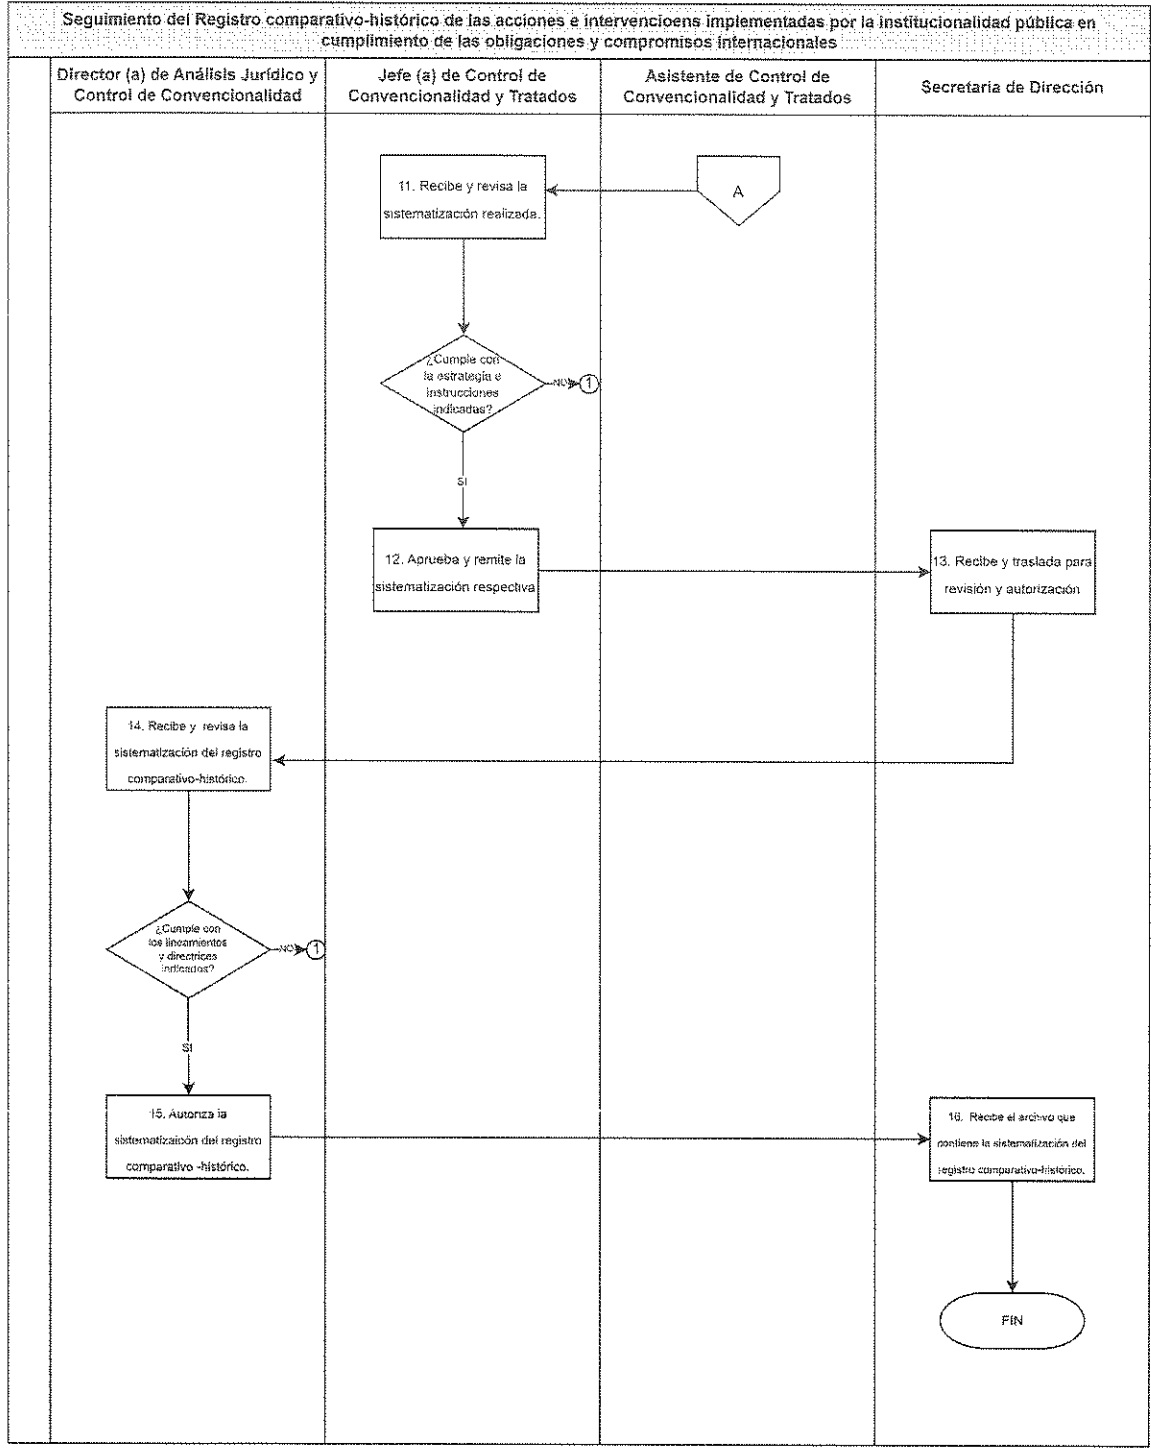 Seguimiento del Registro comparativo-histórico de las acciones e intervencioens implementadas por la institucionalidad pública en
cumplimiento de las obligaciones y compromisos internacionales
Director (a) de Análisis Jurídico y
Control de Convencionalidad
Jefe (a) de Control de
Convencionalidad y Tratados
Asistente de Control de
Convencionalidad y Tratados
Secretaria de Dirección
11. Recibe y revisa la
sistematización realizada.
A
¿Cumple con
la estrategia e
instrucciones
indicadas?
NO
1
SI
12. Aprueba y remite la
sistematización respectiva
13. Recibe y traslada para
revisión y autorización
14. Recibe y revisa la
sistematización del registro
comparativo-histórico.
¿Cumple con
los lineamientos
y directrices
indicados?
NO
1
SI
15. Autoriza la
sistematizaicón del registro
comparativo -histórico.
16. Recibe el archivo que
contiene la sistematización del
registro comparativo-histórico.
FIN